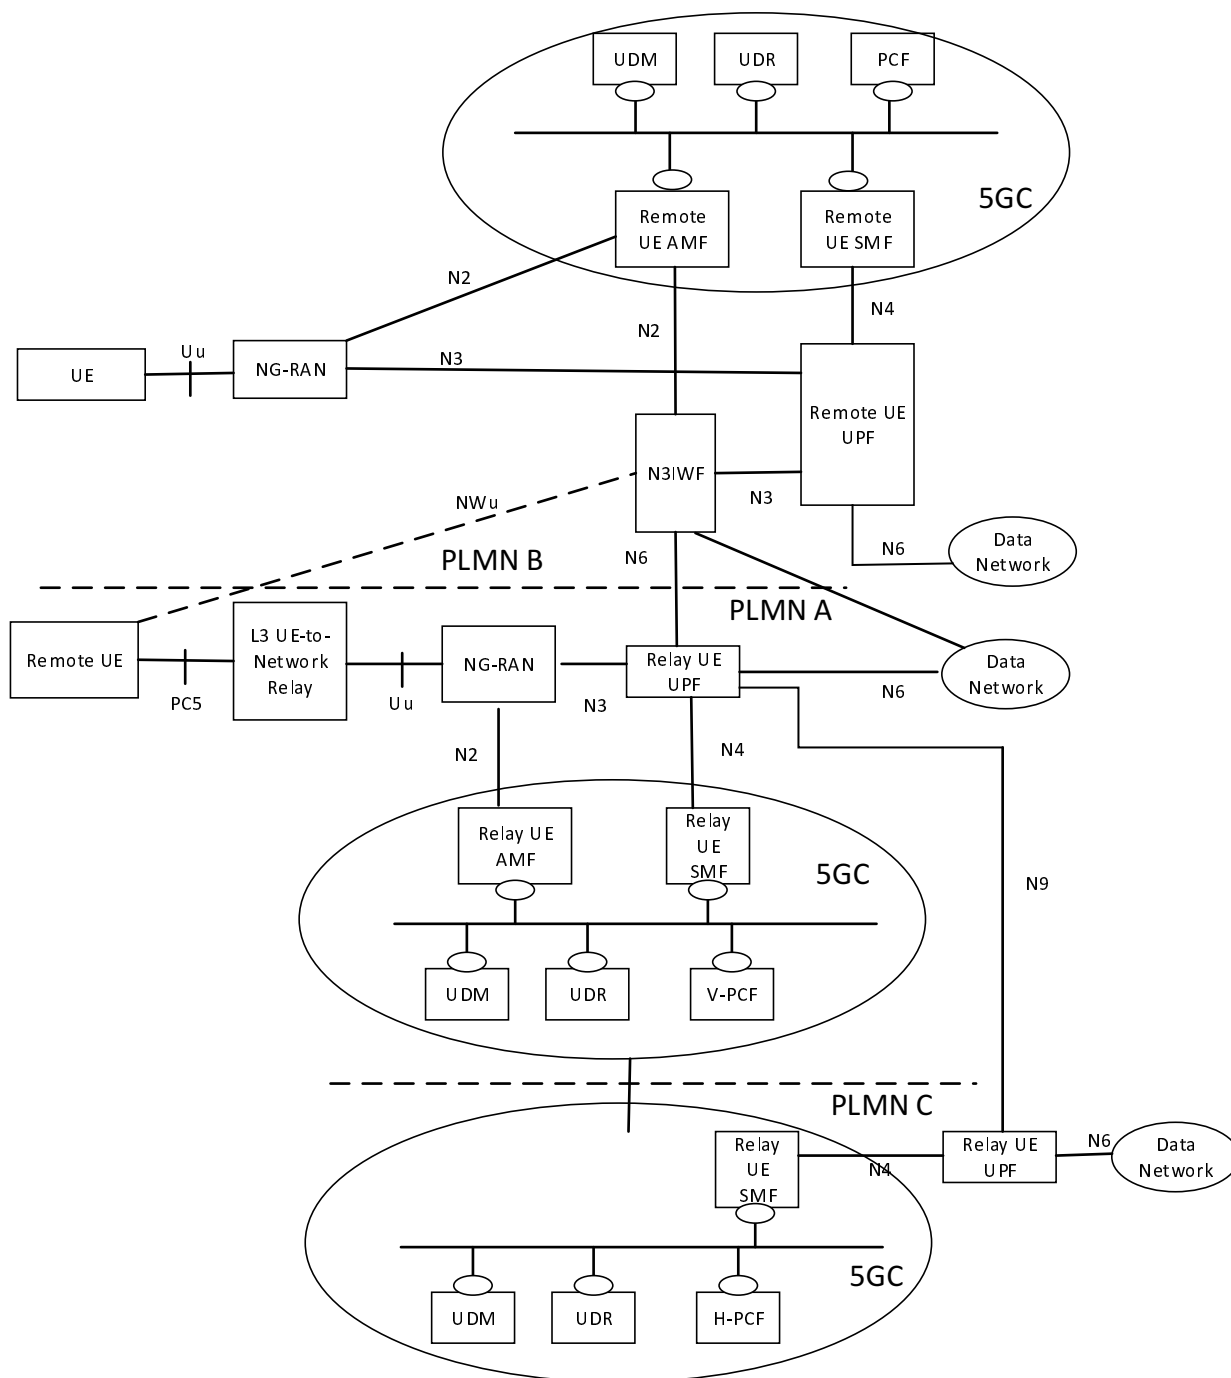 UDM
UDR
PCF
5GC
Remote
UE AMF
Remote
UE SMF
N2
N4
N2
Uu
N3
UE
NG-RAN
Remote UE
UPF
N3IWF
N3
NWu
N6
N6
Data
Network
PLMN B
PLMN A
Remote UE
L3 UE-to-
Network
Relay
NG-RAN
Relay UE
UPF
Data
Network
PC5
Uu
N3
N6
N2
N4
Relay UE
AMF
Relay
UE
SMF
5GC
N9
UDM
UDR
V-PCF
PLMN C
Relay
UE
SMF
N4
Relay UE
UPF
N6
Data
Network
5GC
UDM
UDR
H-PCF